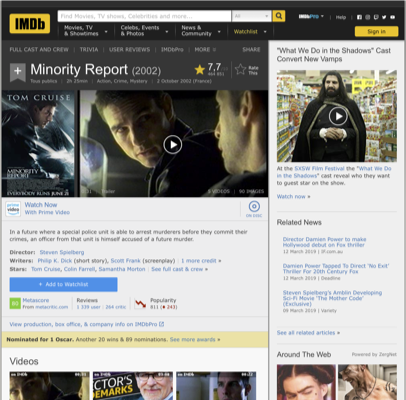 IMDb
Find Movies, TV shows, Celebrities and more...
All
IMDbPro
Help
Movies, TV
& Showtimes
Celebs, Events
& Photos
News &
Community
Watchlist
Sign in
FULL CAST AND CREW | TRIVIA | USER REVIEWS | IMDbPro | MORE
SHARE
+
Minority Report (2002)
7,7
Rate
This
Tous publics | 2h 25min | Action, Crime, Mystery | 2 October 2002 (France)
TOM CRUISE
MINORITY
REPORT
EVERYBODY RUNS JUNE 21
Trailer
VIDEOS | 90 IMAGES
prime
video
Watch Now
With Prime Video
ON DISC
In a future where a special police unit is able to arrest murderers before they commit their
crimes, an officer from that unit is himself accused of a future murder.
Director: Steven Spielberg
Writers: Philip K. Dick (short story), Scott Frank (screenplay) | 1 more credit »
Stars: Tom Cruise, Colin Farrell, Samantha Morton | See full cast & crew »
+ Add to Watchlist
80
Metascore
From metacritic.com
Reviews
1 339 user | 264 critic
Popularity
811 (
View production, box office, & company info on IMDbPro
Nominated for 1 Oscar. Another 20 wins & 89 nominations. See more awards »
Videos
"What We Do in the Shadows" Cast
Convert New Vamps
At the SXSW Film Festival the "What We
Do in the Shadows" cast reveal who they want
to guest star on the show.
Watch now »
Related News
Director Damien Power to make
Hollywood debut on Fox Thriller
12 March 2019 | IF.com.au
Damien Power Tapped To Direct 'No Exit'
Thriller For 20th Century Fox
12 March 2019 | Deadline
Steven Spielberg's Amblin Developing
Sci-Fi Movie 'The Mother Code'
(Exclusive)
09 March 2019 | Variety
See all related articles »
Around The Web
Powered by ZergNet